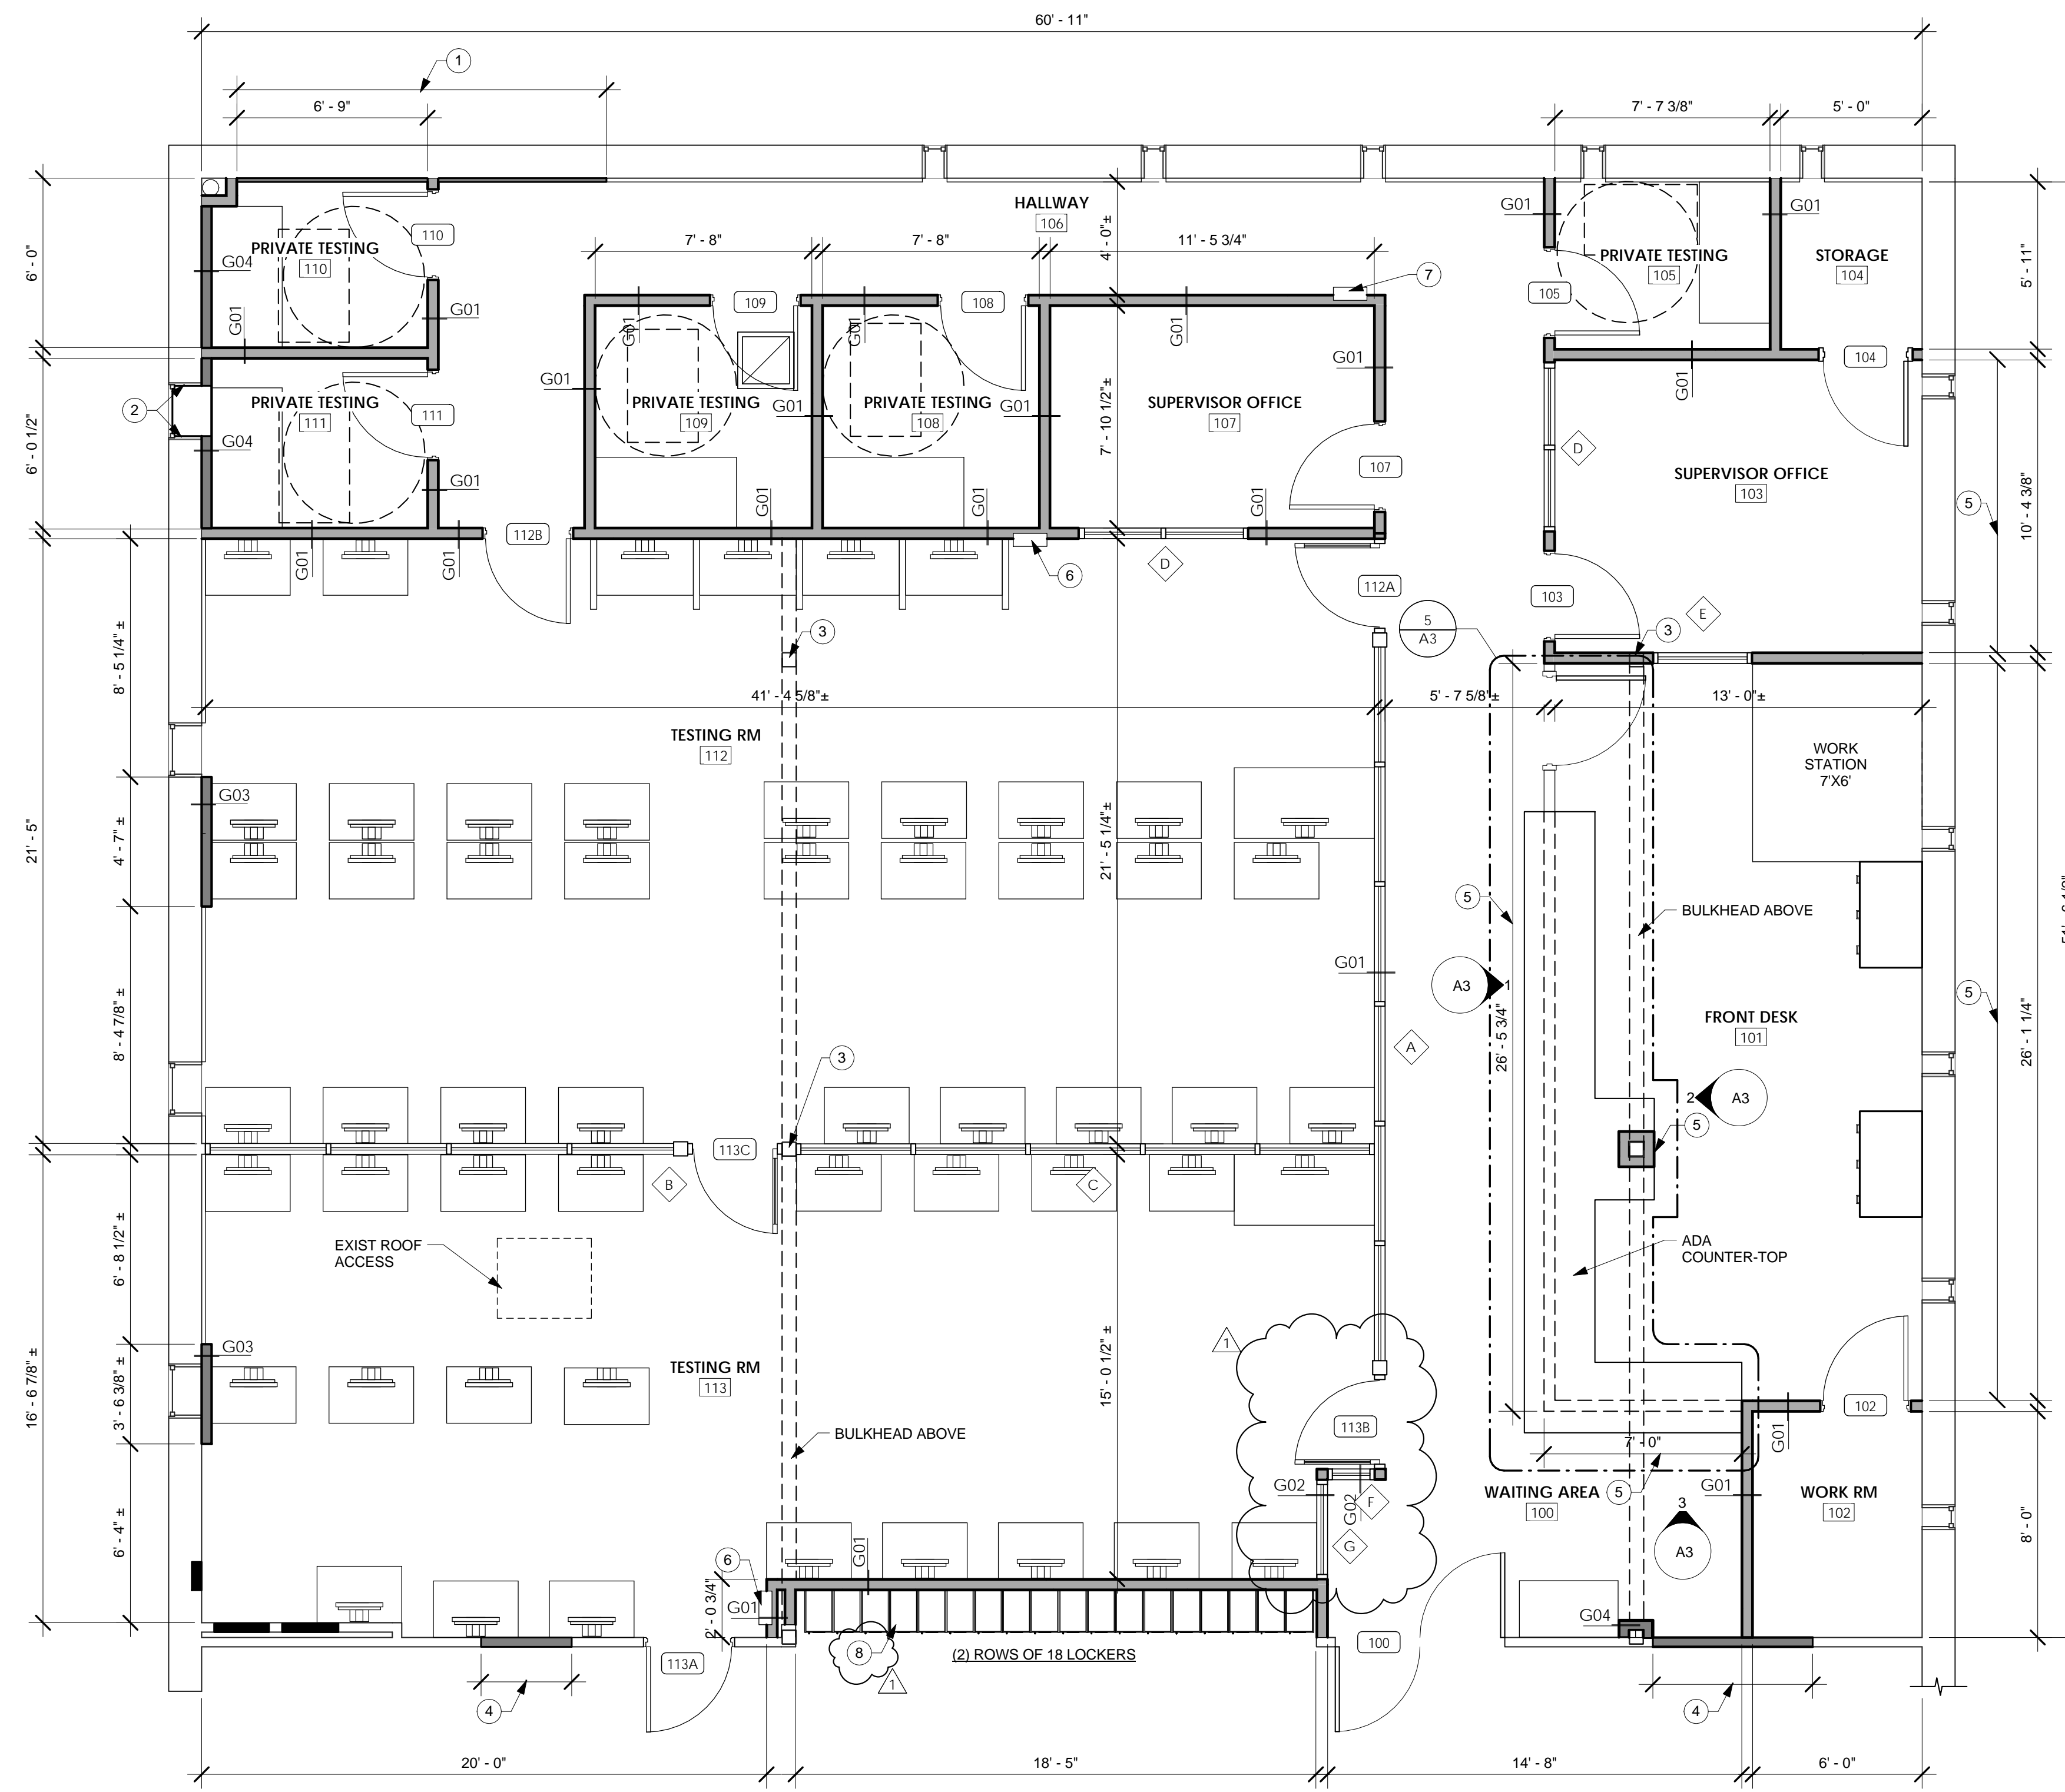 60' - 11"
1
6' - 9"
7' - 7 3/8"
5' - 0"
HALLWAY
106
G01
G01
PRIVATE TESTING
110
110
G04
G01
G01
6' - 0"
7' - 8"
7' - 8"
11' - 5 3/4"
4' - 0"±
7
PRIVATE TESTING
105
105
STORAGE
104
104
5' - 11"
109
108
G01
G01
G01
G01
G01
2
PRIVATE TESTING
111
111
G04
G01
6' - 0 1/2"
G01
PRIVATE TESTING
109
G01
PRIVATE TESTING
108
G01
7' - 10 1/2"±
SUPERVISOR OFFICE
107
107
D
SUPERVISOR OFFICE
103
5
10' - 4 3/8"
G01
G01
G01
G01
G01
112B
6
D
112A
103
E
5
A3
3
3
8' - 5 1/4" ±
41' - 4 5/8"±
5' - 7 5/8"±
13' - 0"±
TESTING RM
112
WORK
STATION
7'X6'
G03
4' - 7" ±
21' - 5"
21' - 5 1/4"±
5
BULKHEAD ABOVE
G01
A3
1
26' - 5 3/4"
FRONT DESK
101
5
26' - 1 1/4"
51' - 6 1/2"
8' - 4 7/8" ±
3
A
2
A3
5
113C
B
C
6' - 8 1/2" ±
EXIST ROOF
ACCESS
ADA
COUNTER-TOP
G03
16' - 6 7/8" ±
3' - 6 3/8" ±
TESTING RM
113
15' - 0 1/2" ±
1
113B
102
BULKHEAD ABOVE
7' - 0"
G01
G02
G02
F
WAITING AREA
100
5
G01
WORK RM
102
6' - 4" ±
G
3
A3
8' - 0"
6
G01
2' - 0 3/4"
G01
G04
113A
8
1
(2) ROWS OF 18 LOCKERS
100
4
4
20' - 0"
18' - 5"
14' - 8"
6' - 0"